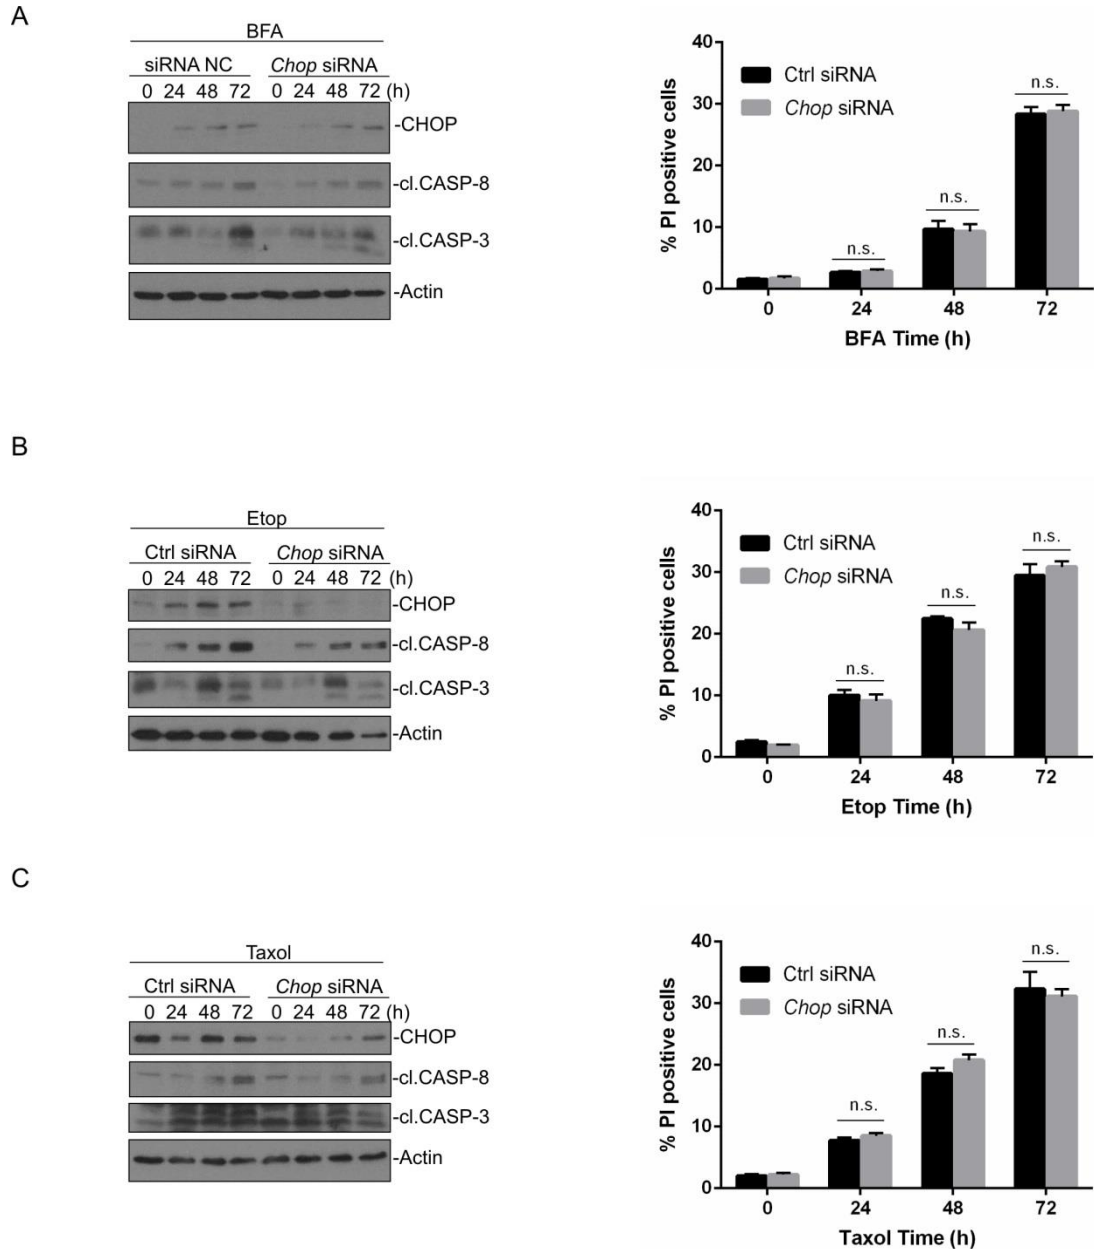 A
BFA
siRNA NC Chop siRNA
0 24 48 72 0 24 48 72 (h)
-CHOP
-cl.CASP-8
-cl.CASP-3
-Actin
% PI positive cells
40
30
20
10
0
Ctrl siRNA
Chop siRNA
n.s.
n.s.
n.s.
0 24 48 72
BFA Time (h)
B
Etop
Ctrl siRNA Chop siRNA
0 24 48 72 0 24 48 72 (h)
-CHOP
-cl.CASP-8
-cl.CASP-3
-Actin
% PI positive cells
40
30
20
10
0
Ctrl siRNA
Chop siRNA
n.s.
n.s.
n.s.
0 24 48 72
Etop Time (h)
C
Taxol
Ctrl siRNA Chop siRNA
0 24 48 72 0 24 48 72 (h)
-CHOP
-cl.CASP-8
-cl.CASP-3
-Actin
% PI positive cells
40
30
20
10
0
Ctrl siRNA
Chop siRNA
n.s.
n.s.
n.s.
0 24 48 72
Taxol Time (h)